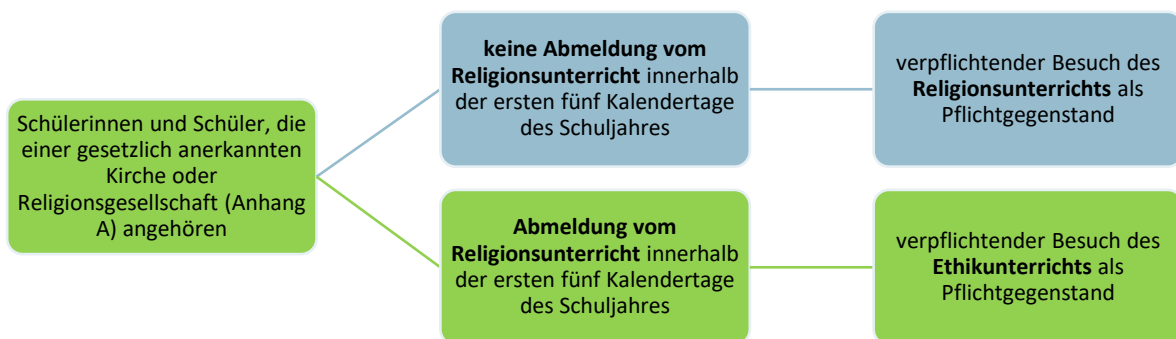 Schülerinnen und Schüler, die
einer gesetzlich anerkannten
Kirche oder
Religionsgesellschaft (Anhang
A) angehören
keine Abmeldung vom
Religionsunterricht innerhalb
der ersten fünf Kalendertage
des Schuljahres
verpflichtender Besuch des
Religionsunterrichts als
Pflichtgegenstand
Abmeldung vom
Religionsunterricht innerhalb
der ersten fünf Kalendertage
des Schuljahres
verpflichtender Besuch des
Ethikunterrichts als
Pflichtgegenstand